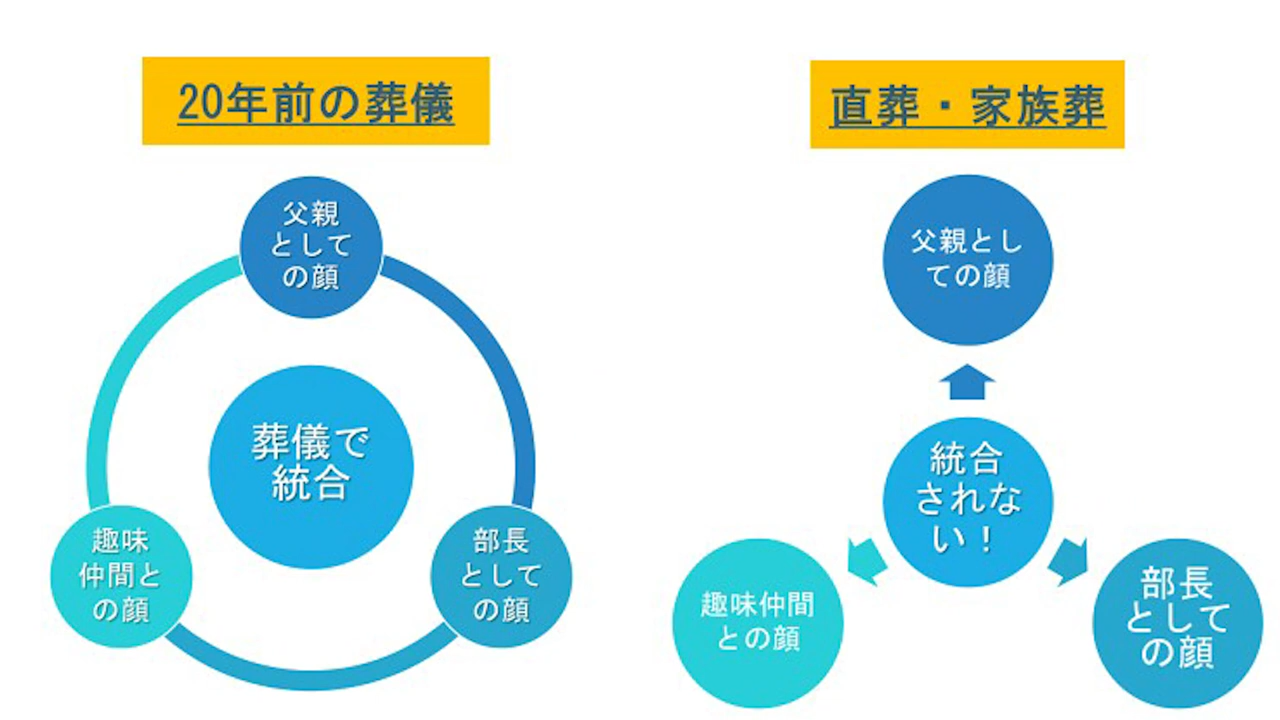 20年前の葬儀
父親
として
の顔
葬儀で
統合
趣味
仲間と
の顔
部長
として
の顔
直葬・家族葬
父親とし
ての顔
統合
されな
い！
趣味仲間
との顔
部長
として
の顔